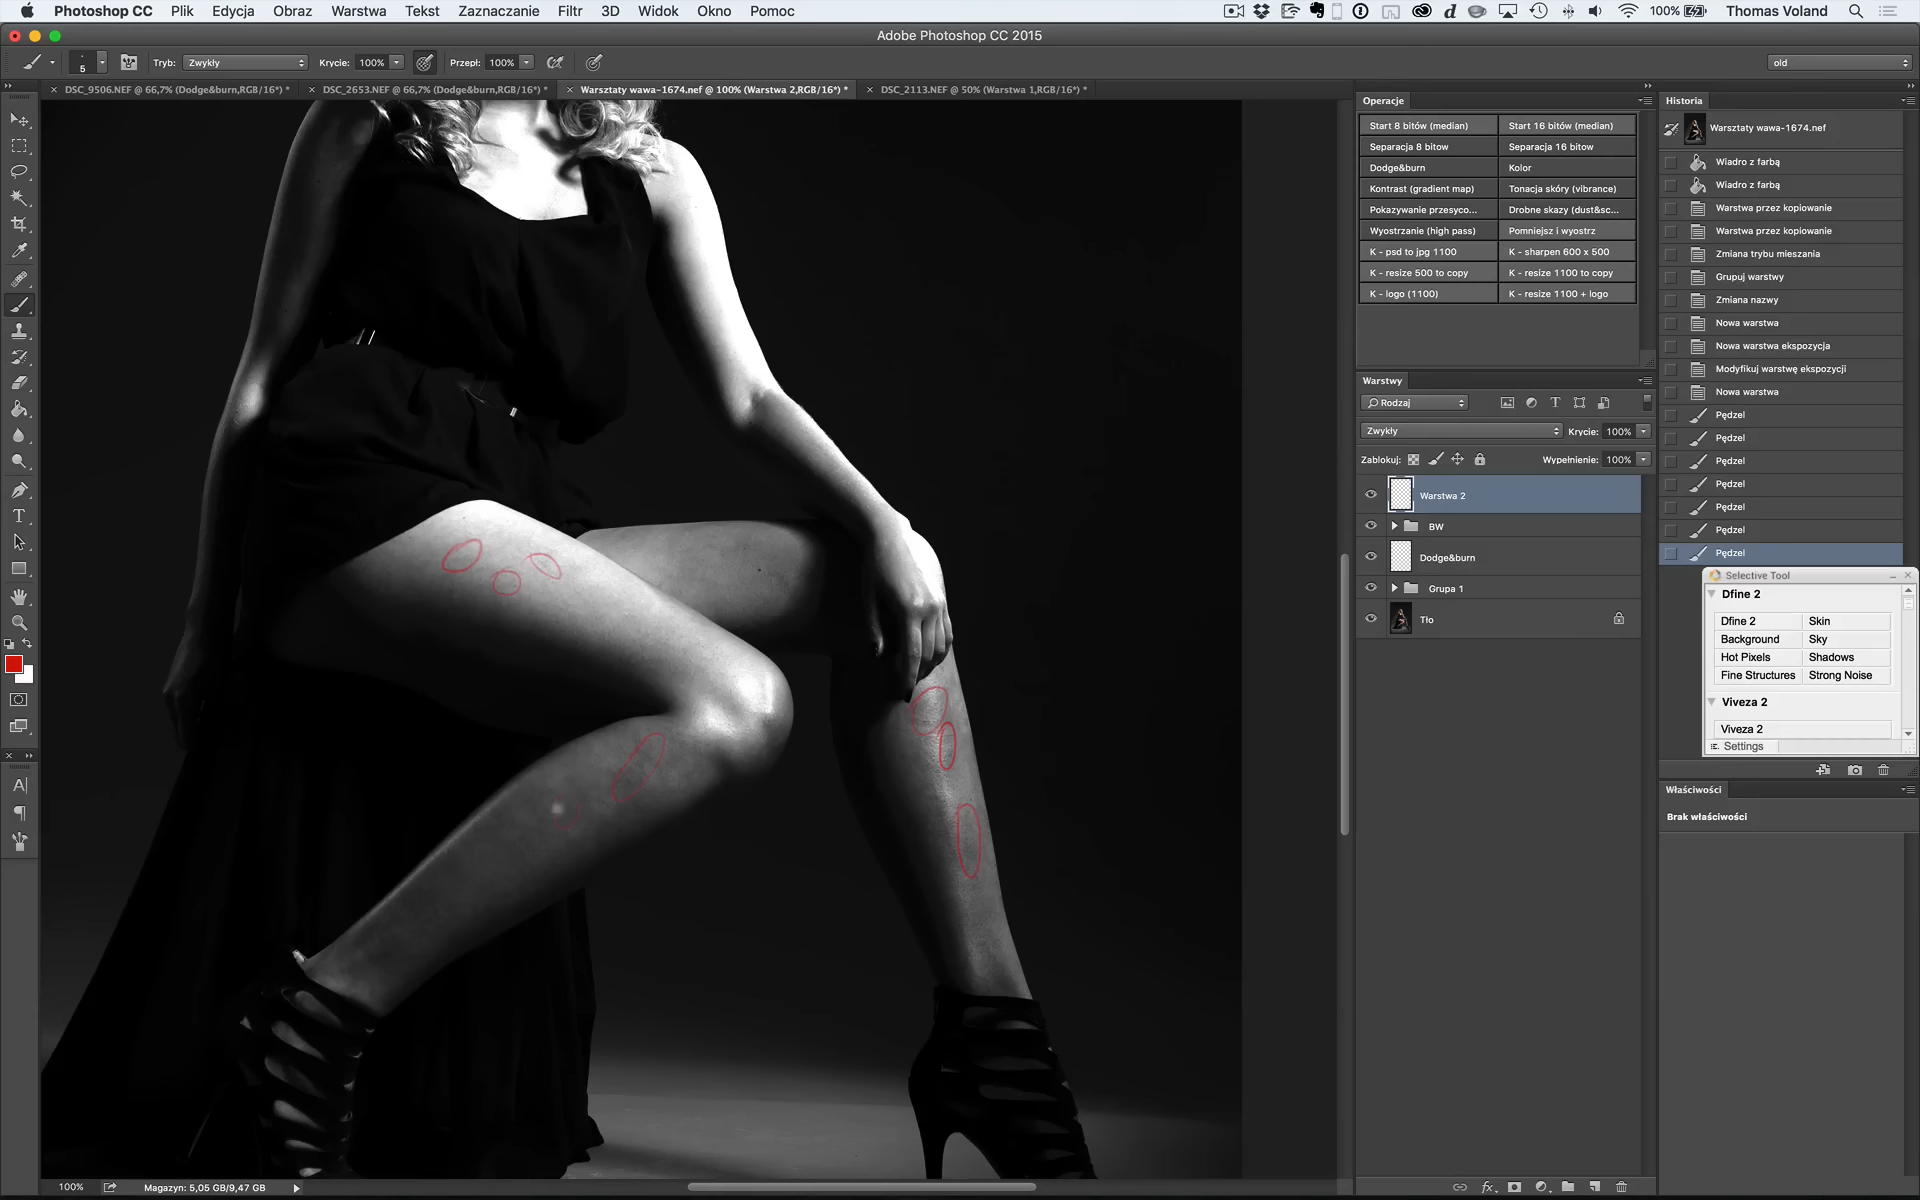 Photoshop CC Plik Edycja Obraz Warstwa Tekst Zaznaczanie Filtr 3D Widok Okno Pomoc 100% Thomas Voland
Adobe Photoshop CC 2015
5 Tryb: Zwykły Krycie: 100% Przepł: 100% old
DSC_9506.NEF @ 66,7% (Dodge&burn,RGB/16*) * DSC_2653.NEF @ 66,7% (Dodge&burn,RGB/16*) * Warsztaty wawa-1674.nef @ 100% (Warstwa 2,RGB/16*) * DSC_2113.NEF @ 50% (Warstwa 1,RGB/16*) *
Operacje
Start 8 bitów (median) Start 16 bitów (median)
Separacja 8 bitow Separacja 16 bitow
Dodge&burn Kolor
Kontrast (gradient map) Tonacja skóry (vibrance)
Pokazywanie przesyco... Drobne skazy (dust&sc...
Wyostrzanie (high pass) Pomniejsz i wyostrz
K - psd to jpg 1100 K - sharpen 600 x 500
K - resize 500 to copy K - resize 1100 to copy
K - logo (1100) K - resize 1100 + logo
Warstwy
Rodzaj
Zwykły Krycie: 100%
Zablokuj: Wypełnienie: 100%
Warstwa 2
BW
Dodge&burn
Grupa 1
Tło
Historia
Warsztaty wawa-1674.nef
Wiadro z farbą
Wiadro z farbą
Warstwa przez kopiowanie
Warstwa przez kopiowanie
Zmiana trybu mieszania
Grupuj warstwy
Zmiana nazwy
Nowa warstwa
Nowa warstwa ekspozycja
Modyfikuj warstwę ekspozycji
Nowa warstwa
Pędzel
Pędzel
Pędzel
Pędzel
Pędzel
Pędzel
Pędzel
Selective Tool
Dfine 2
Dfine 2 Skin
Background Sky
Hot Pixels Shadows
Fine Structures Strong Noise
Viveza 2
Viveza 2
Settings
Właściwości
Brak właściwości
100% Magazyn: 5,05 GB/9,47 GB